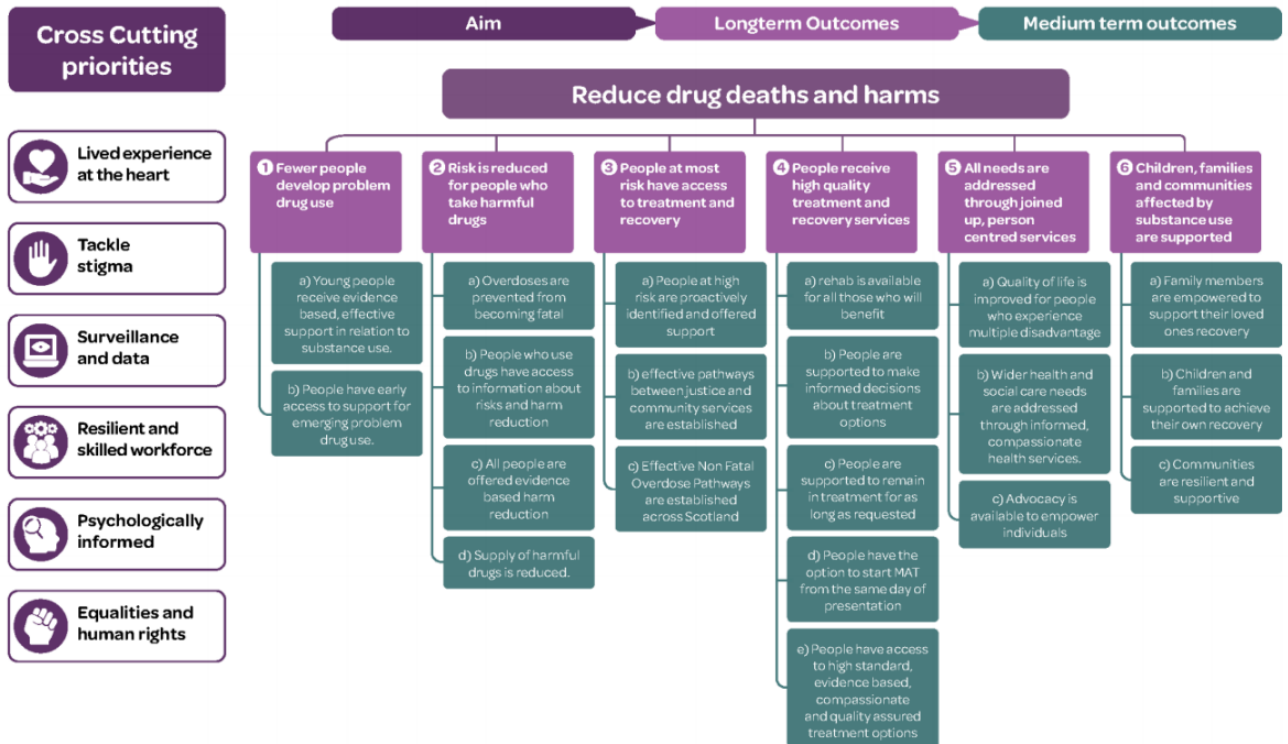 Cross Cutting
priorities
Lived experience
at the heart
Tackle
stigma
Surveillance
and data
Resilient and
skilled workforce
Psychologically
informed
Equalities and
human rights
Aim
Longterm Outcomes
Medium term outcomes
Reduce drug deaths and harms
1 Fewer people
develop problem
drug use
a) Young people
receive evidence
based, effective
support in relation to
substance use.
b) People have early
access to support for
emerging problem
drug use.
2 Risk is reduced
for people who
take harmful
drugs
a) Overdoses are
prevented from
becoming fatal
b) People who use
drugs have access
to information about
risks and harm
reduction
c) All people are
offered evidence
based harm
reduction
d) Supply of harmful
drugs is reduced.
3 People at most
risk have access
to treatment and
recovery
a) People at high
risk are proactively
identified and offered
support
b) effective pathways
between justice and
community services
are established
c) Effective Non Fatal
Overdose Pathways
are established
across Scotland
4 People receive
high quality
treatment and
recovery services
a) rehab is available
for all those who will
benefit
b) People are
supported to make
informed decisions
about treatment
options
c) People are
supported to remain
in treatment for as
long as requested
d) People have the
option to start MAT
from the same day of
presentation
e) People have access
to high standard,
evidence based,
compassionate
and quality assured
treatment options
5 All needs are
addressed
through joined
up, person
centred services
a) Quality of life is
improved for people
who experience
multiple disadvantage
b) Wider health and
social care needs
are addressed
through informed,
compassionate
health services.
c) Advocacy is
available to empower
individuals
6 Children, families
and communities
affected by
substance use
are supported
a) Family members
are empowered to
support their loved
ones recovery
b) Children and
families are
supported to achieve
their own recovery
c) Communities
are resilient and
supportive